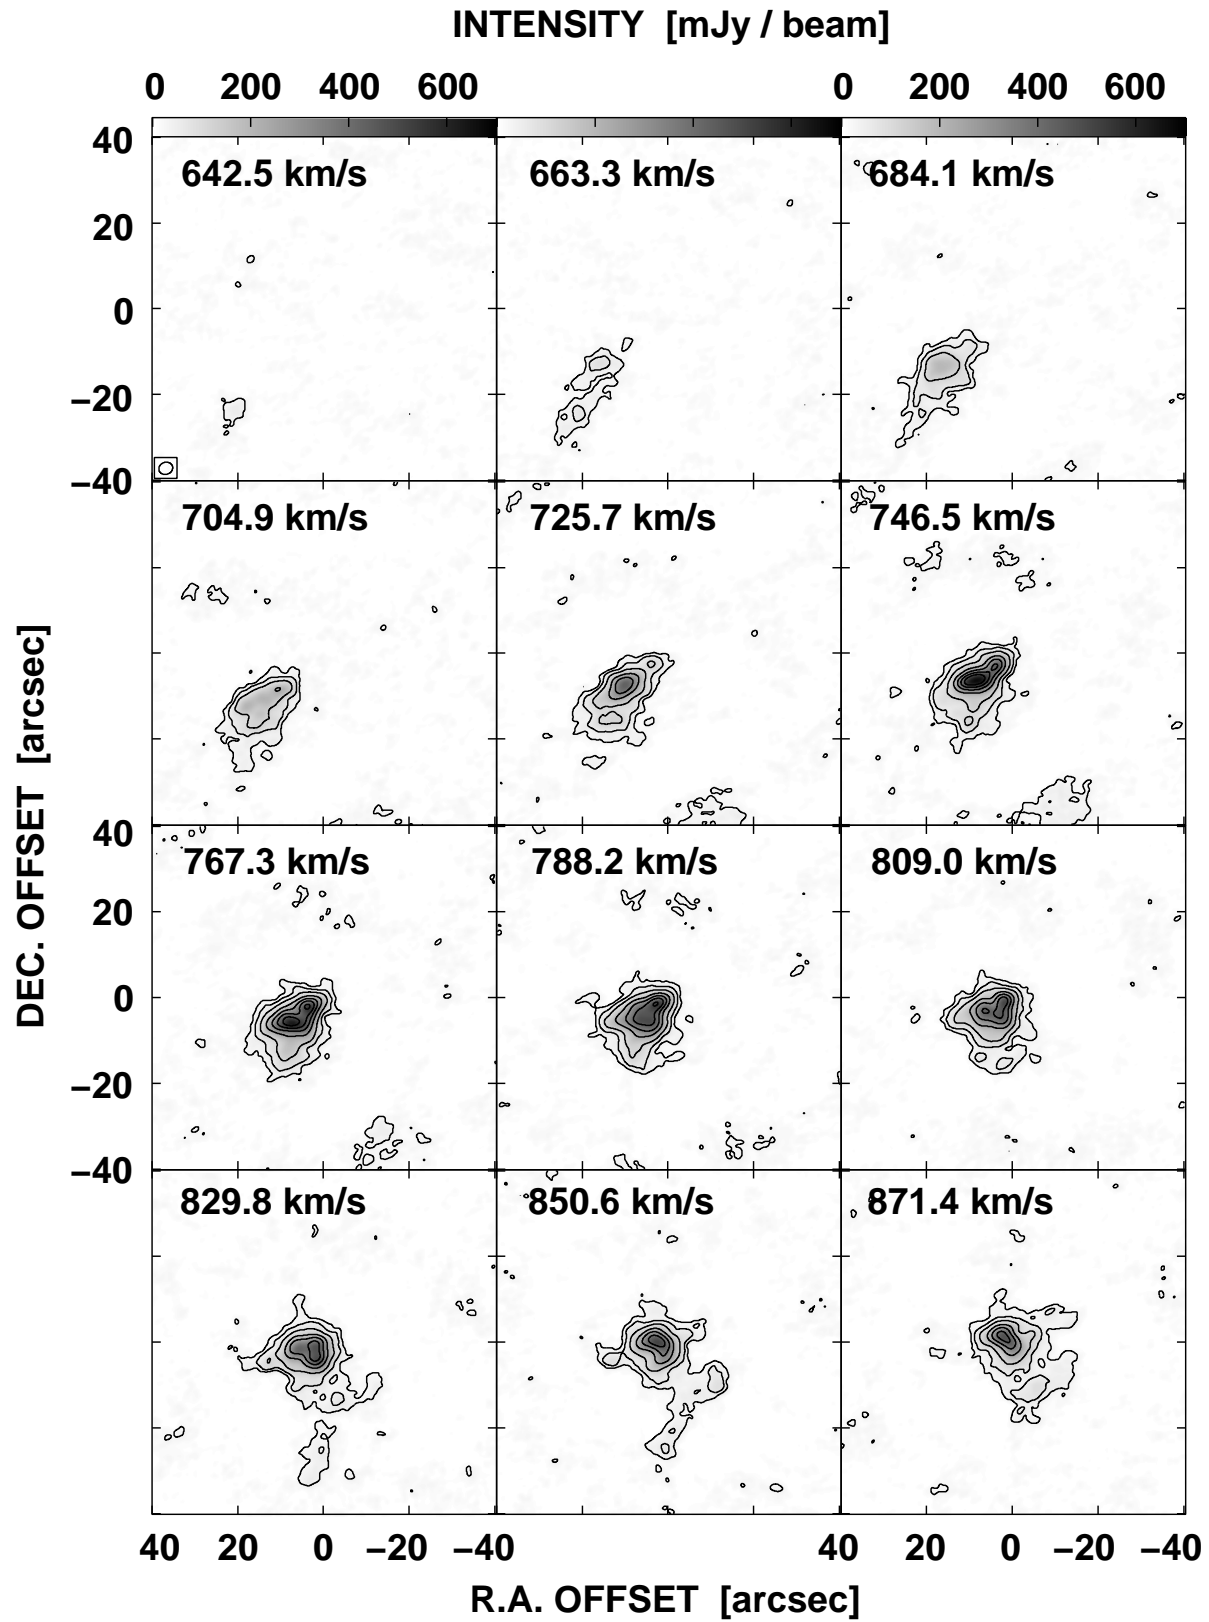 INTENSITY [mJy / beam]
0 200 400 600 0 200 400 600
40 642.5 km/s 663.3 km/s 684.1 km/s
20
0
−20
−40
704.9 km/s 725.7 km/s 746.5 km/s
DEC. OFFSET [arcsec]
40 767.3 km/s 788.2 km/s 809.0 km/s
20
0
−20
−40
829.8 km/s 850.6 km/s 871.4 km/s
40 20 0 −20 −40 40 20 0 −20 −40
R.A. OFFSET [arcsec]